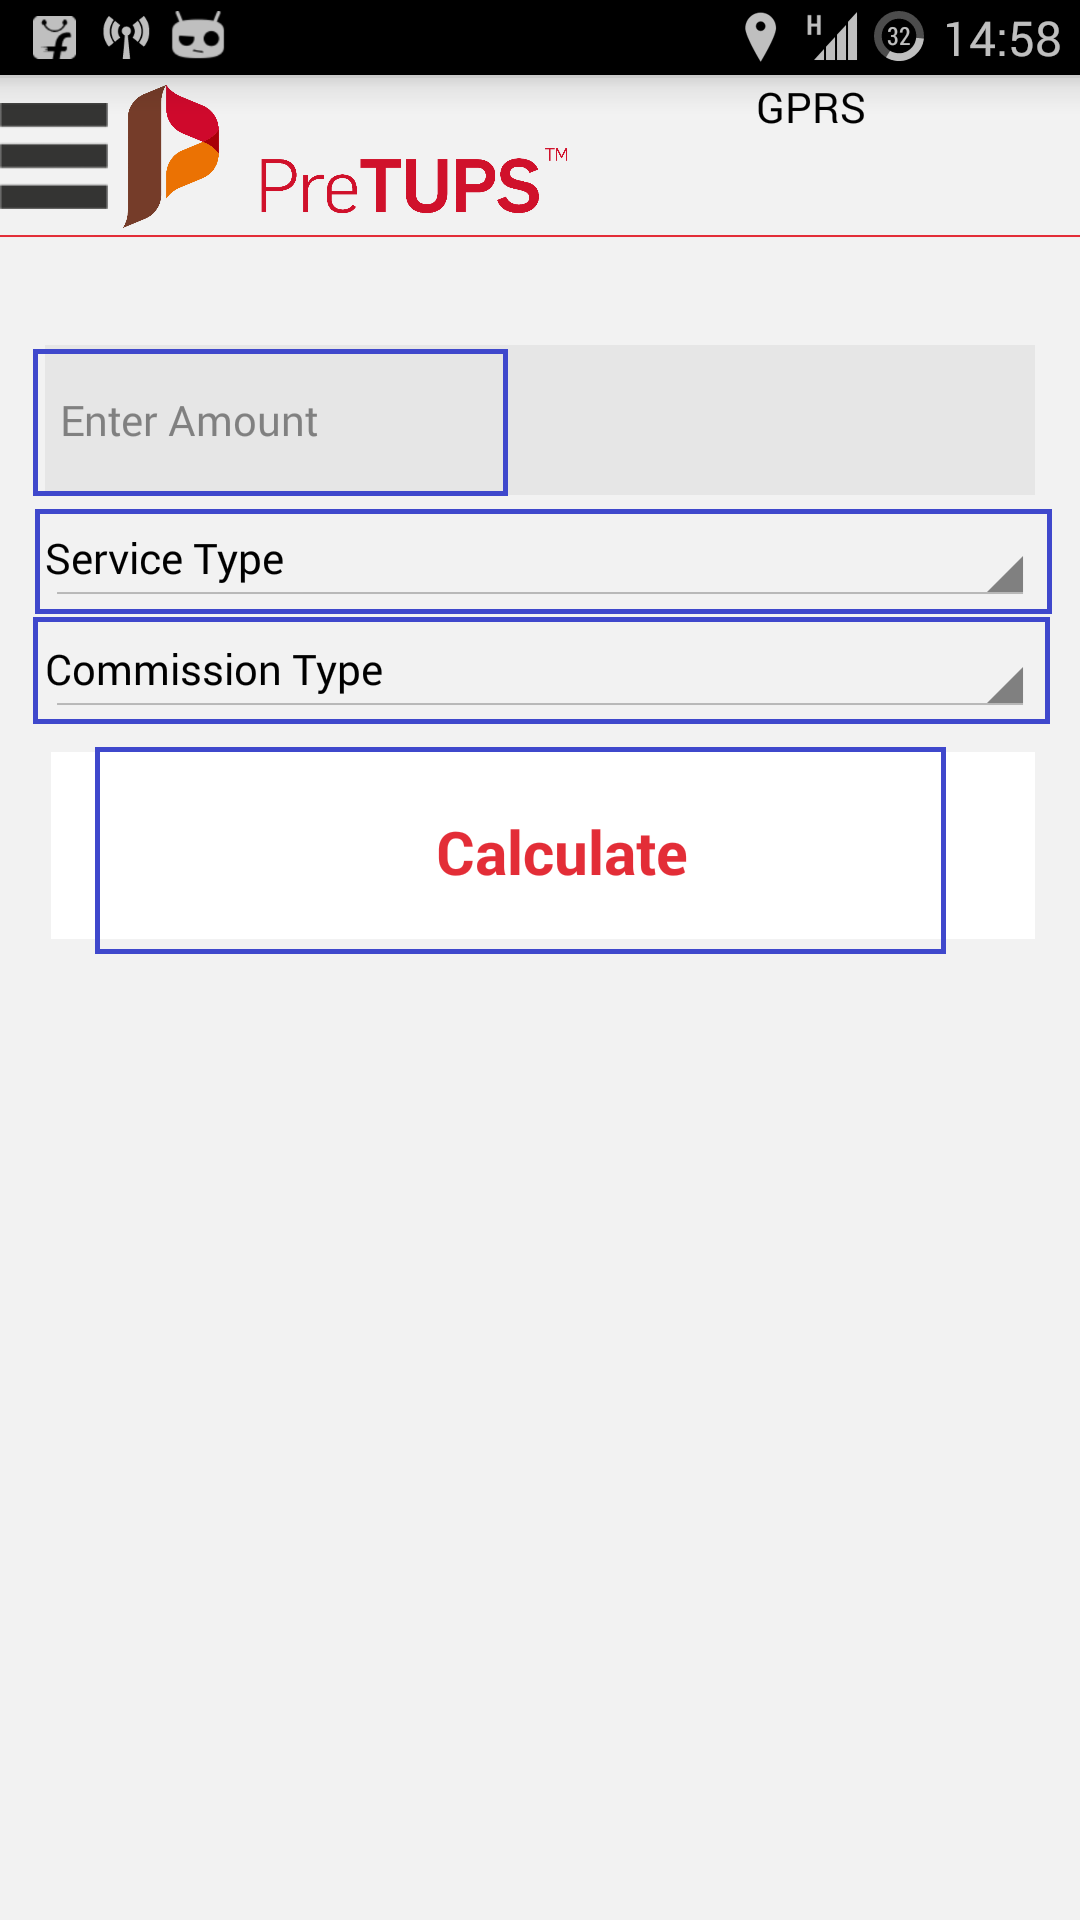 H 32 14:58
GPRS
PreTUPS™
Enter Amount
Service Type
Commission Type
Calculate